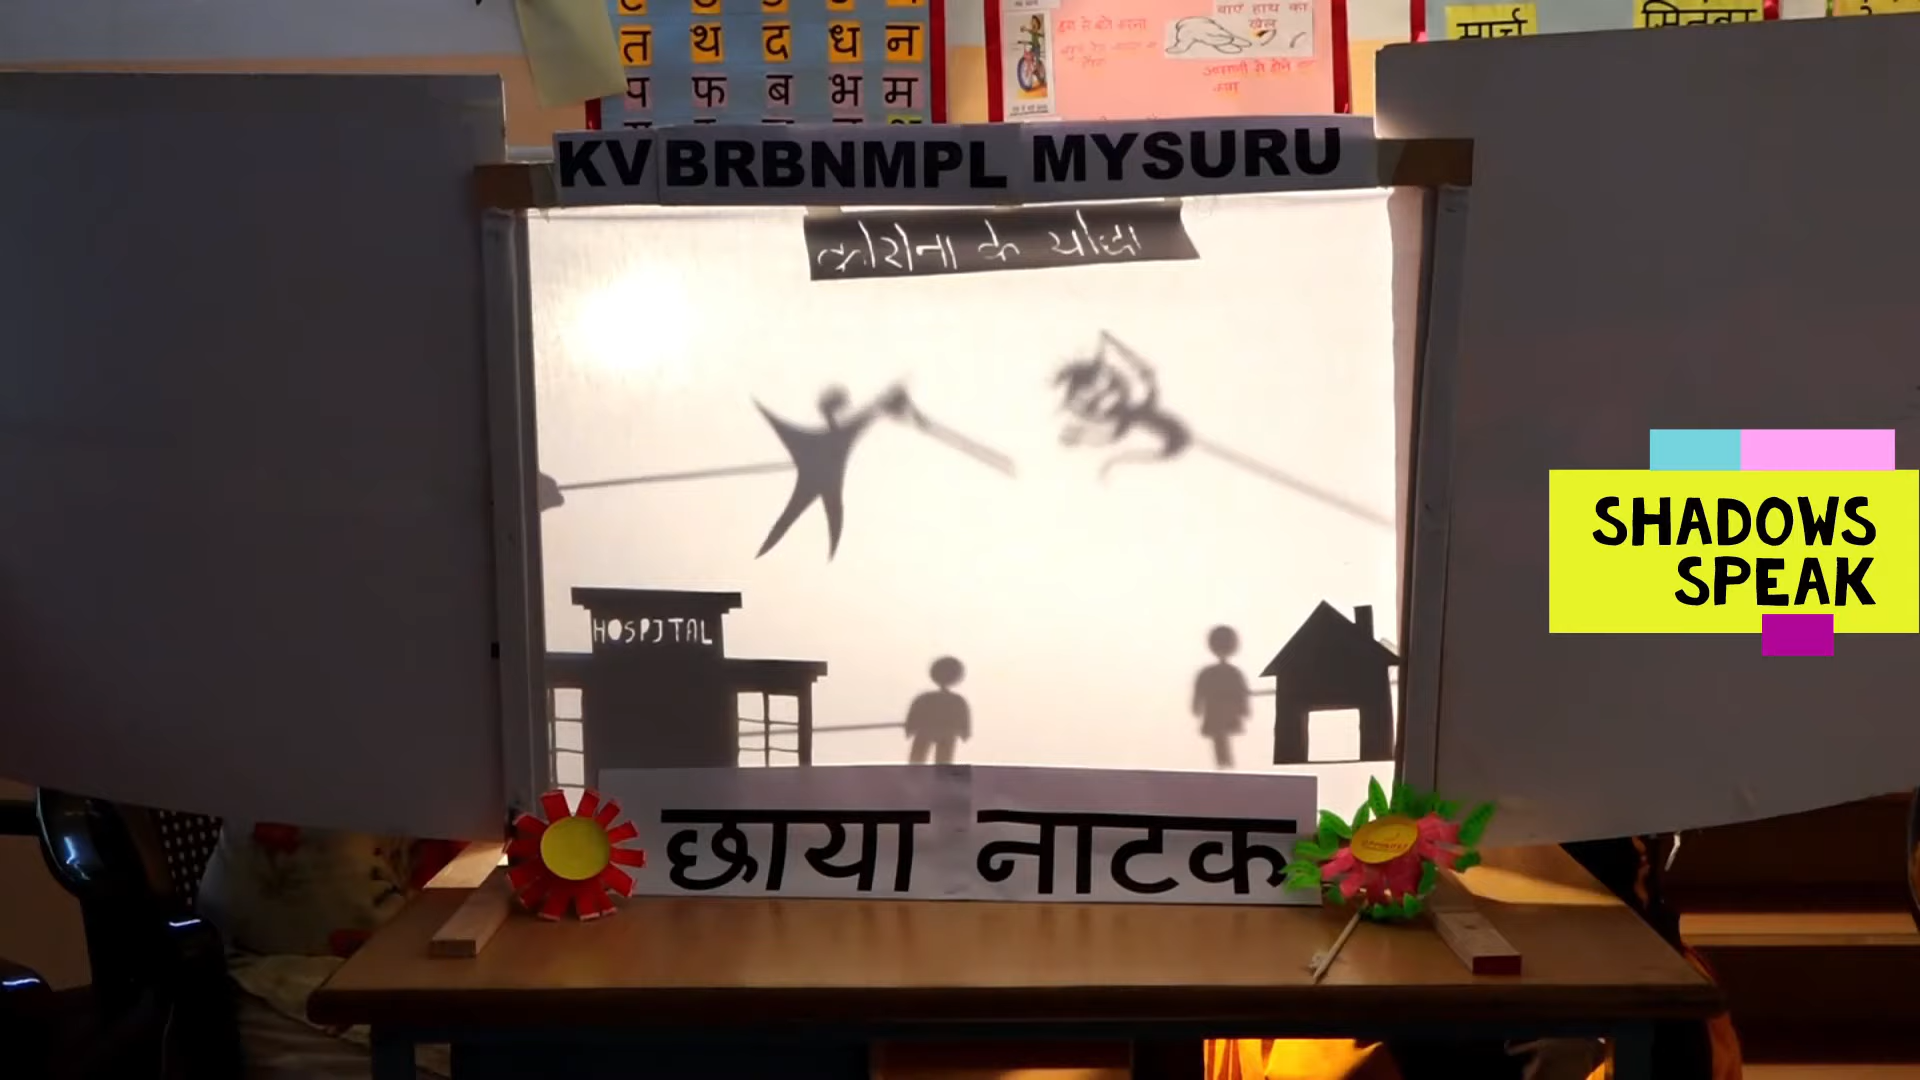 त थ द ध न
प फ ब भ म
बाएँ हाथ का
खेल
मार्च
KV BRBNMPL MYSURU
कोरोना के योद्धा
HOSPITAL
SHADOWS
SPEAK
छाया नाटक